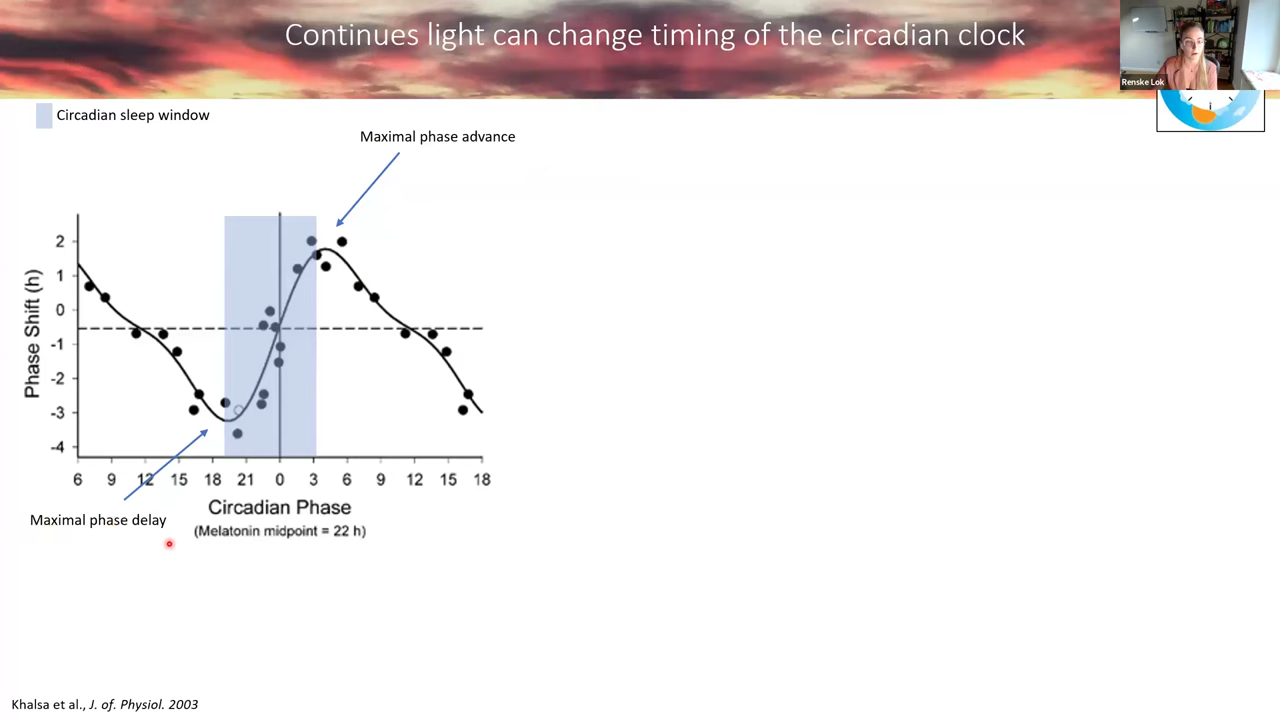 Continues light can change timing of the circadian clock
Renske Lok
Circadian sleep window
Maximal phase advance
Phase Shift (h)
2
1
0
-1
-2
-3
-4
6 9 12 15 18 21 0 3 6 9 12 15 18
Circadian Phase
(Melatonin midpoint = 22 h)
Maximal phase delay
Khalsa et al., J. of. Physiol. 2003